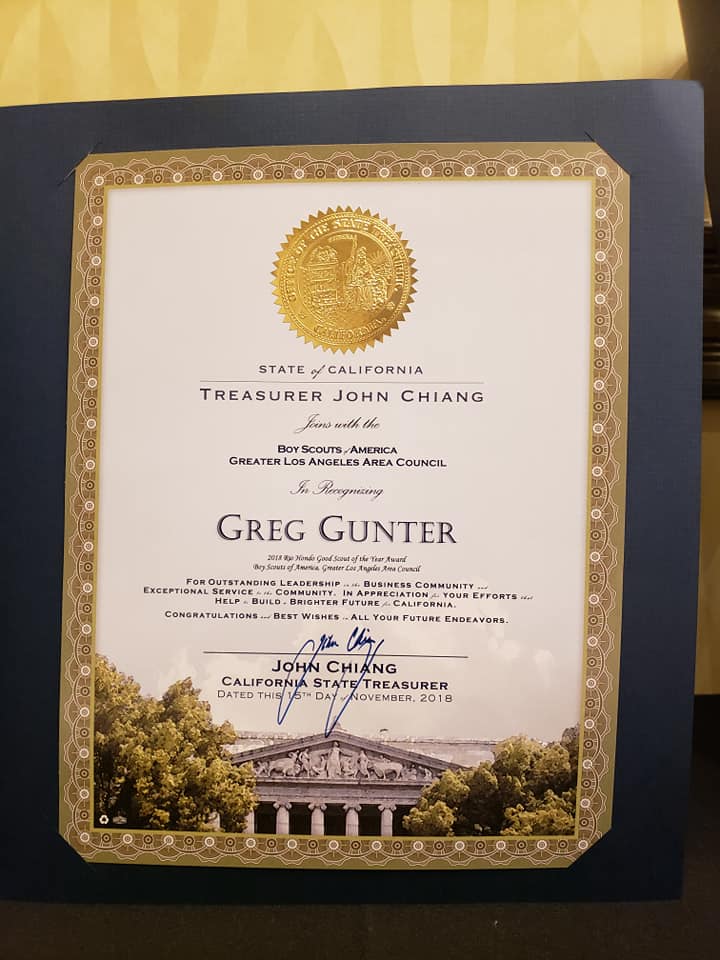 OFFICE OF THE STATE TREASURER
CALIFORNIA
STATE of CALIFORNIA
TREASURER JOHN CHIANG
Joins with the
BOY SCOUTS of AMERICA
GREATER LOS ANGELES AREA COUNCIL
In Recognizing
GREG GUNTER
2018 Rio Hondo Good Scout of the Year Award
Boy Scouts of America, Greater Los Angeles Area Council
FOR OUTSTANDING LEADERSHIP in the BUSINESS COMMUNITY and
EXCEPTIONAL SERVICE to the COMMUNITY. IN APPRECIATION for YOUR EFFORTS that
HELP to BUILD a BRIGHTER FUTURE for CALIFORNIA.
CONGRATULATIONS and BEST WISHES in ALL YOUR FUTURE ENDEAVORS.
John Chiang
JOHN CHIANG
CALIFORNIA STATE TREASURER
DATED THIS 15TH DAY of NOVEMBER, 2018